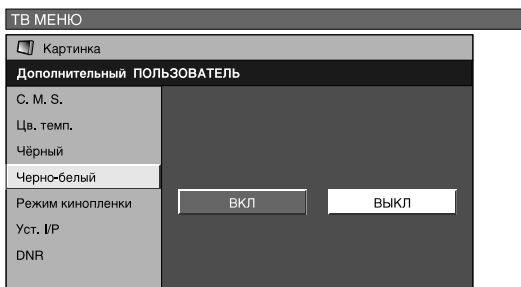 ТВ МЕНЮ
Картинка
Дополнительный ПОЛЬЗОВАТЕЛЬ
C. M. S.
Цв. темп.
Чёрный
Черно-белый
Режим кинопленки
ВКЛ
ВЫКЛ
Уст. I/P
DNR